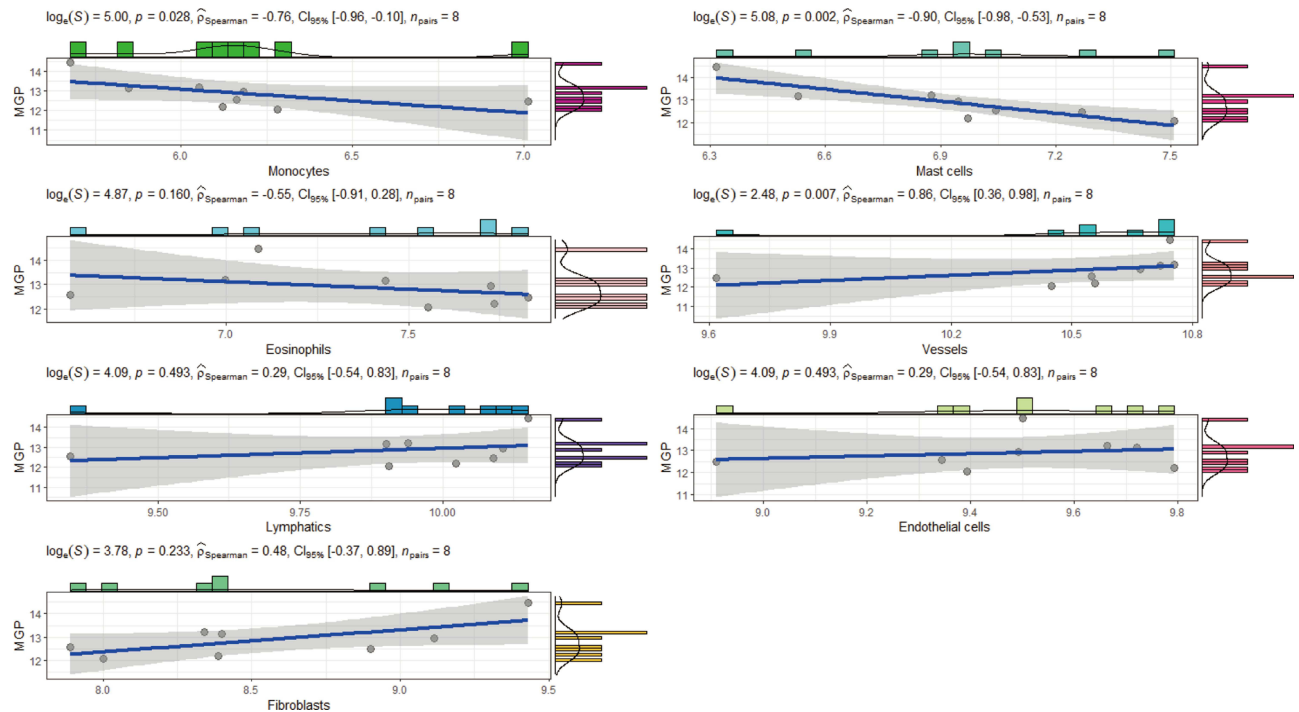 logₑ(S) = 5.00, p = 0.028, ρ̂Spearman = -0.76, CI95% [-0.96, -0.10], npairs = 8
MGP
14
13
12
11
6.0
6.5
7.0
Monocytes
logₑ(S) = 5.08, p = 0.002, ρ̂Spearman = -0.90, CI95% [-0.98, -0.53], npairs = 8
MGP
14
13
12
6.3
6.6
6.9
7.2
7.5
Mast cells
logₑ(S) = 4.87, p = 0.160, ρ̂Spearman = -0.55, CI95% [-0.91, 0.28], npairs = 8
MGP
14
13
12
7.0
7.5
Eosinophils
logₑ(S) = 2.48, p = 0.007, ρ̂Spearman = 0.86, CI95% [0.36, 0.98], npairs = 8
MGP
14
13
12
11
9.6
9.9
10.2
10.5
10.8
Vessels
logₑ(S) = 4.09, p = 0.493, ρ̂Spearman = 0.29, CI95% [-0.54, 0.83], npairs = 8
MGP
14
13
12
11
9.50
9.75
10.00
Lymphatics
logₑ(S) = 4.09, p = 0.493, ρ̂Spearman = 0.29, CI95% [-0.54, 0.83], npairs = 8
MGP
14
13
12
11
9.0
9.2
9.4
9.6
9.8
Endothelial cells
logₑ(S) = 3.78, p = 0.233, ρ̂Spearman = 0.48, CI95% [-0.37, 0.89], npairs = 8
MGP
14
13
12
8.0
8.5
9.0
9.5
Fibroblasts